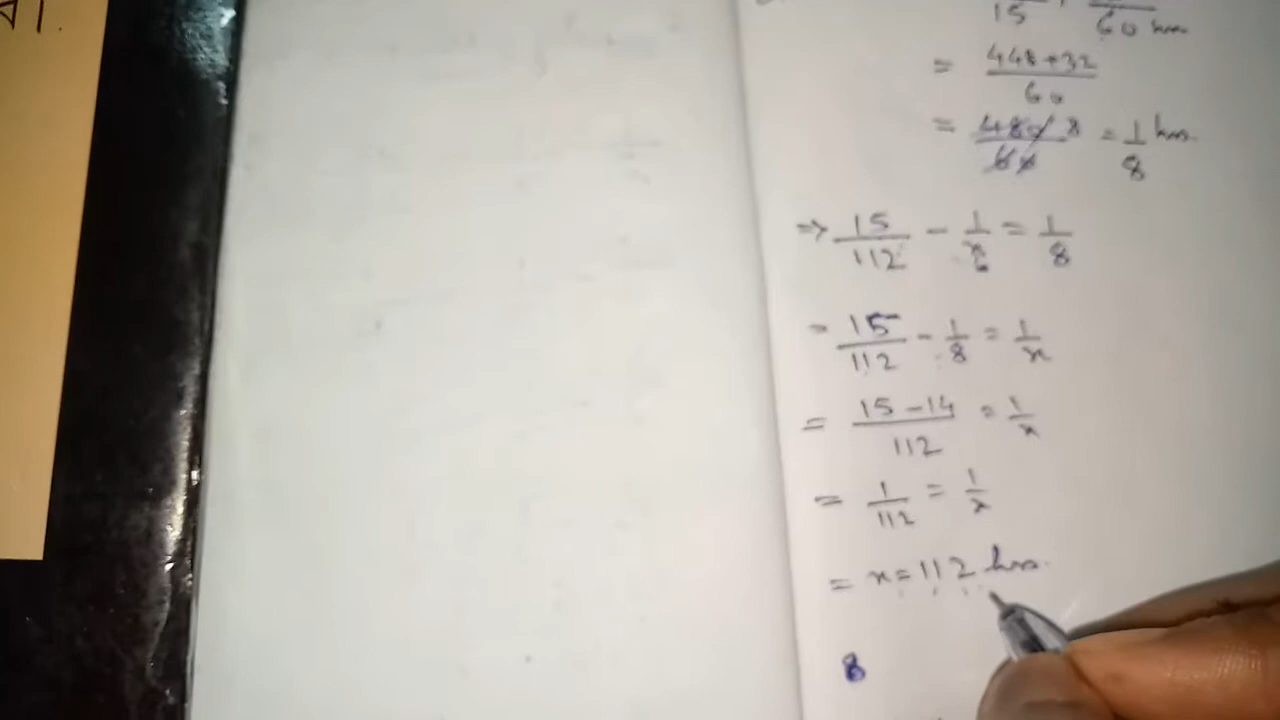 15 60 hrs
= 448+32/60
= 480/60 8 = 1/8 hrs.
⇒ 15/112 - 1/x = 1/8
= 15/112 - 1/8 = 1/x
= 15-14/112 = 1/x
= 1/112 = 1/x
= x = 112 hrs.
8